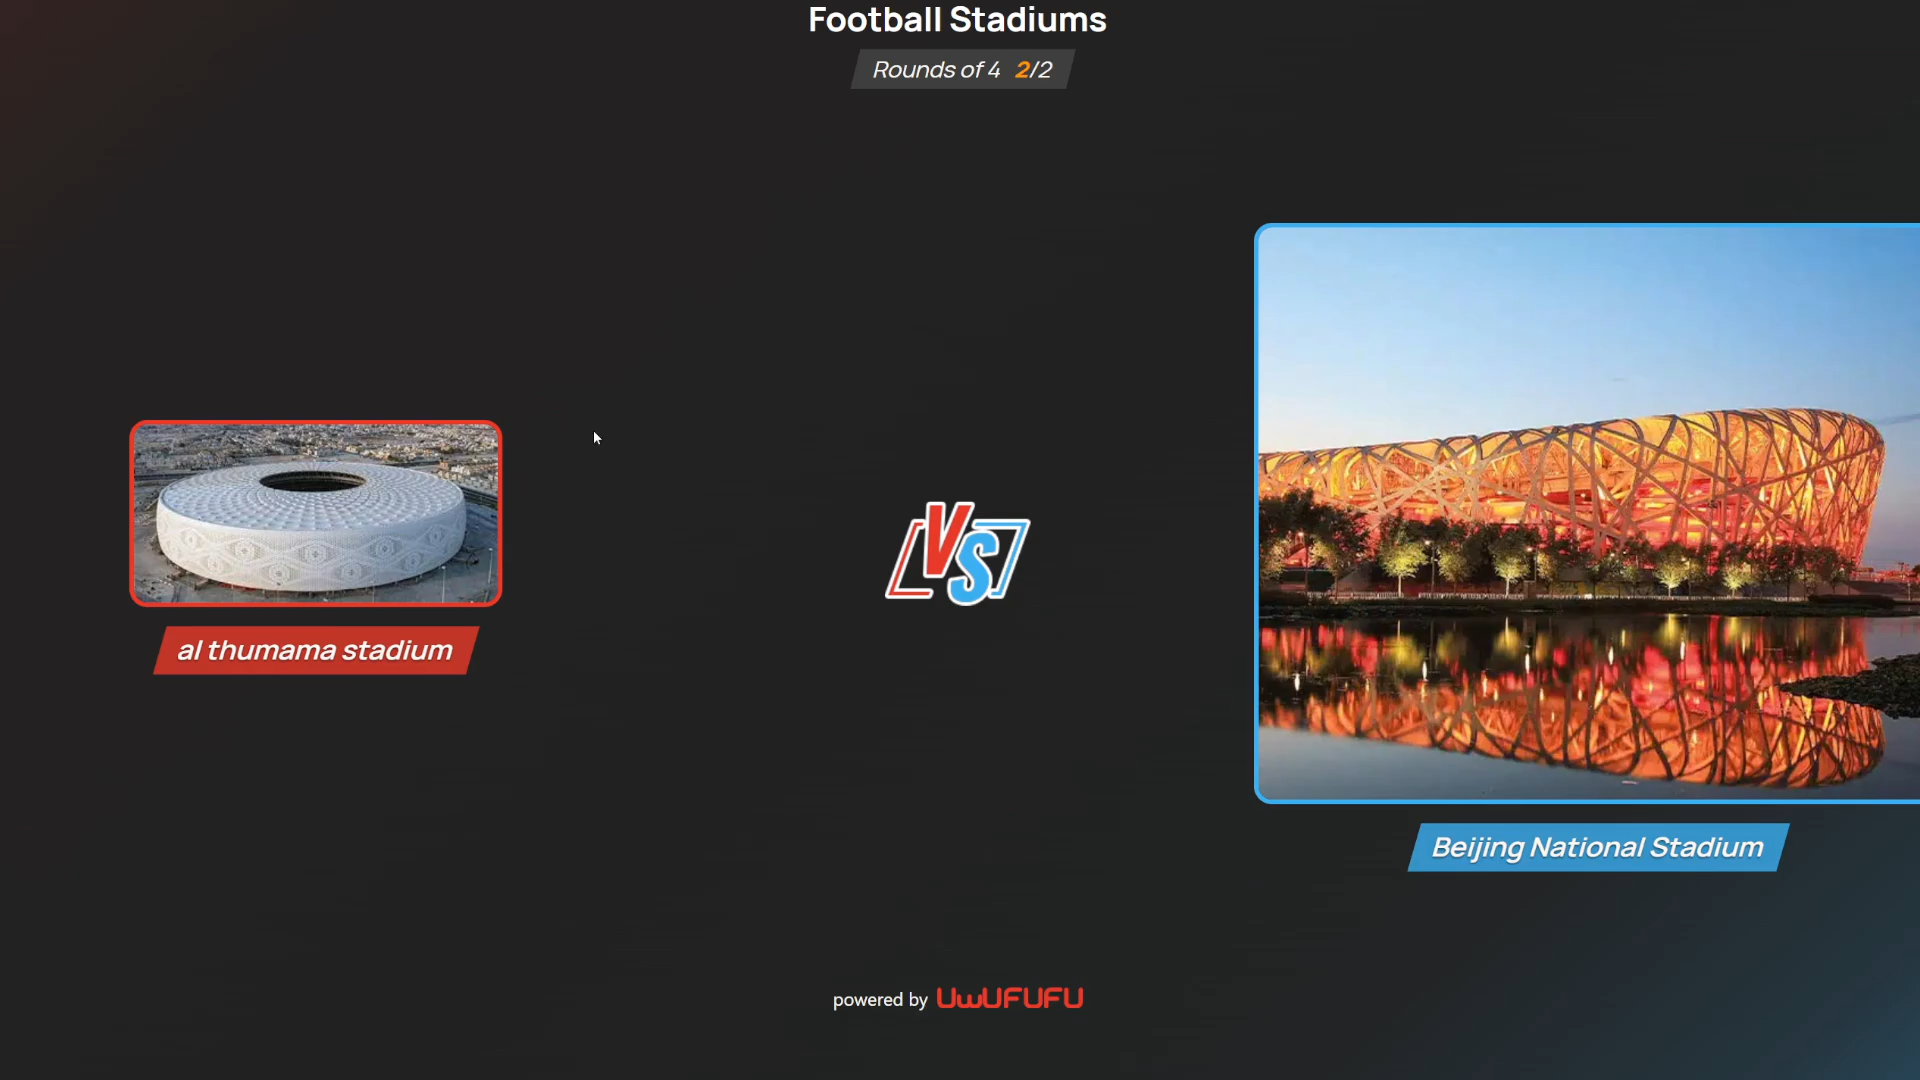 Football Stadiums
Rounds of 4 2/2
VS
al thumama stadium
Beijing National Stadium
powered by UwUFUFU